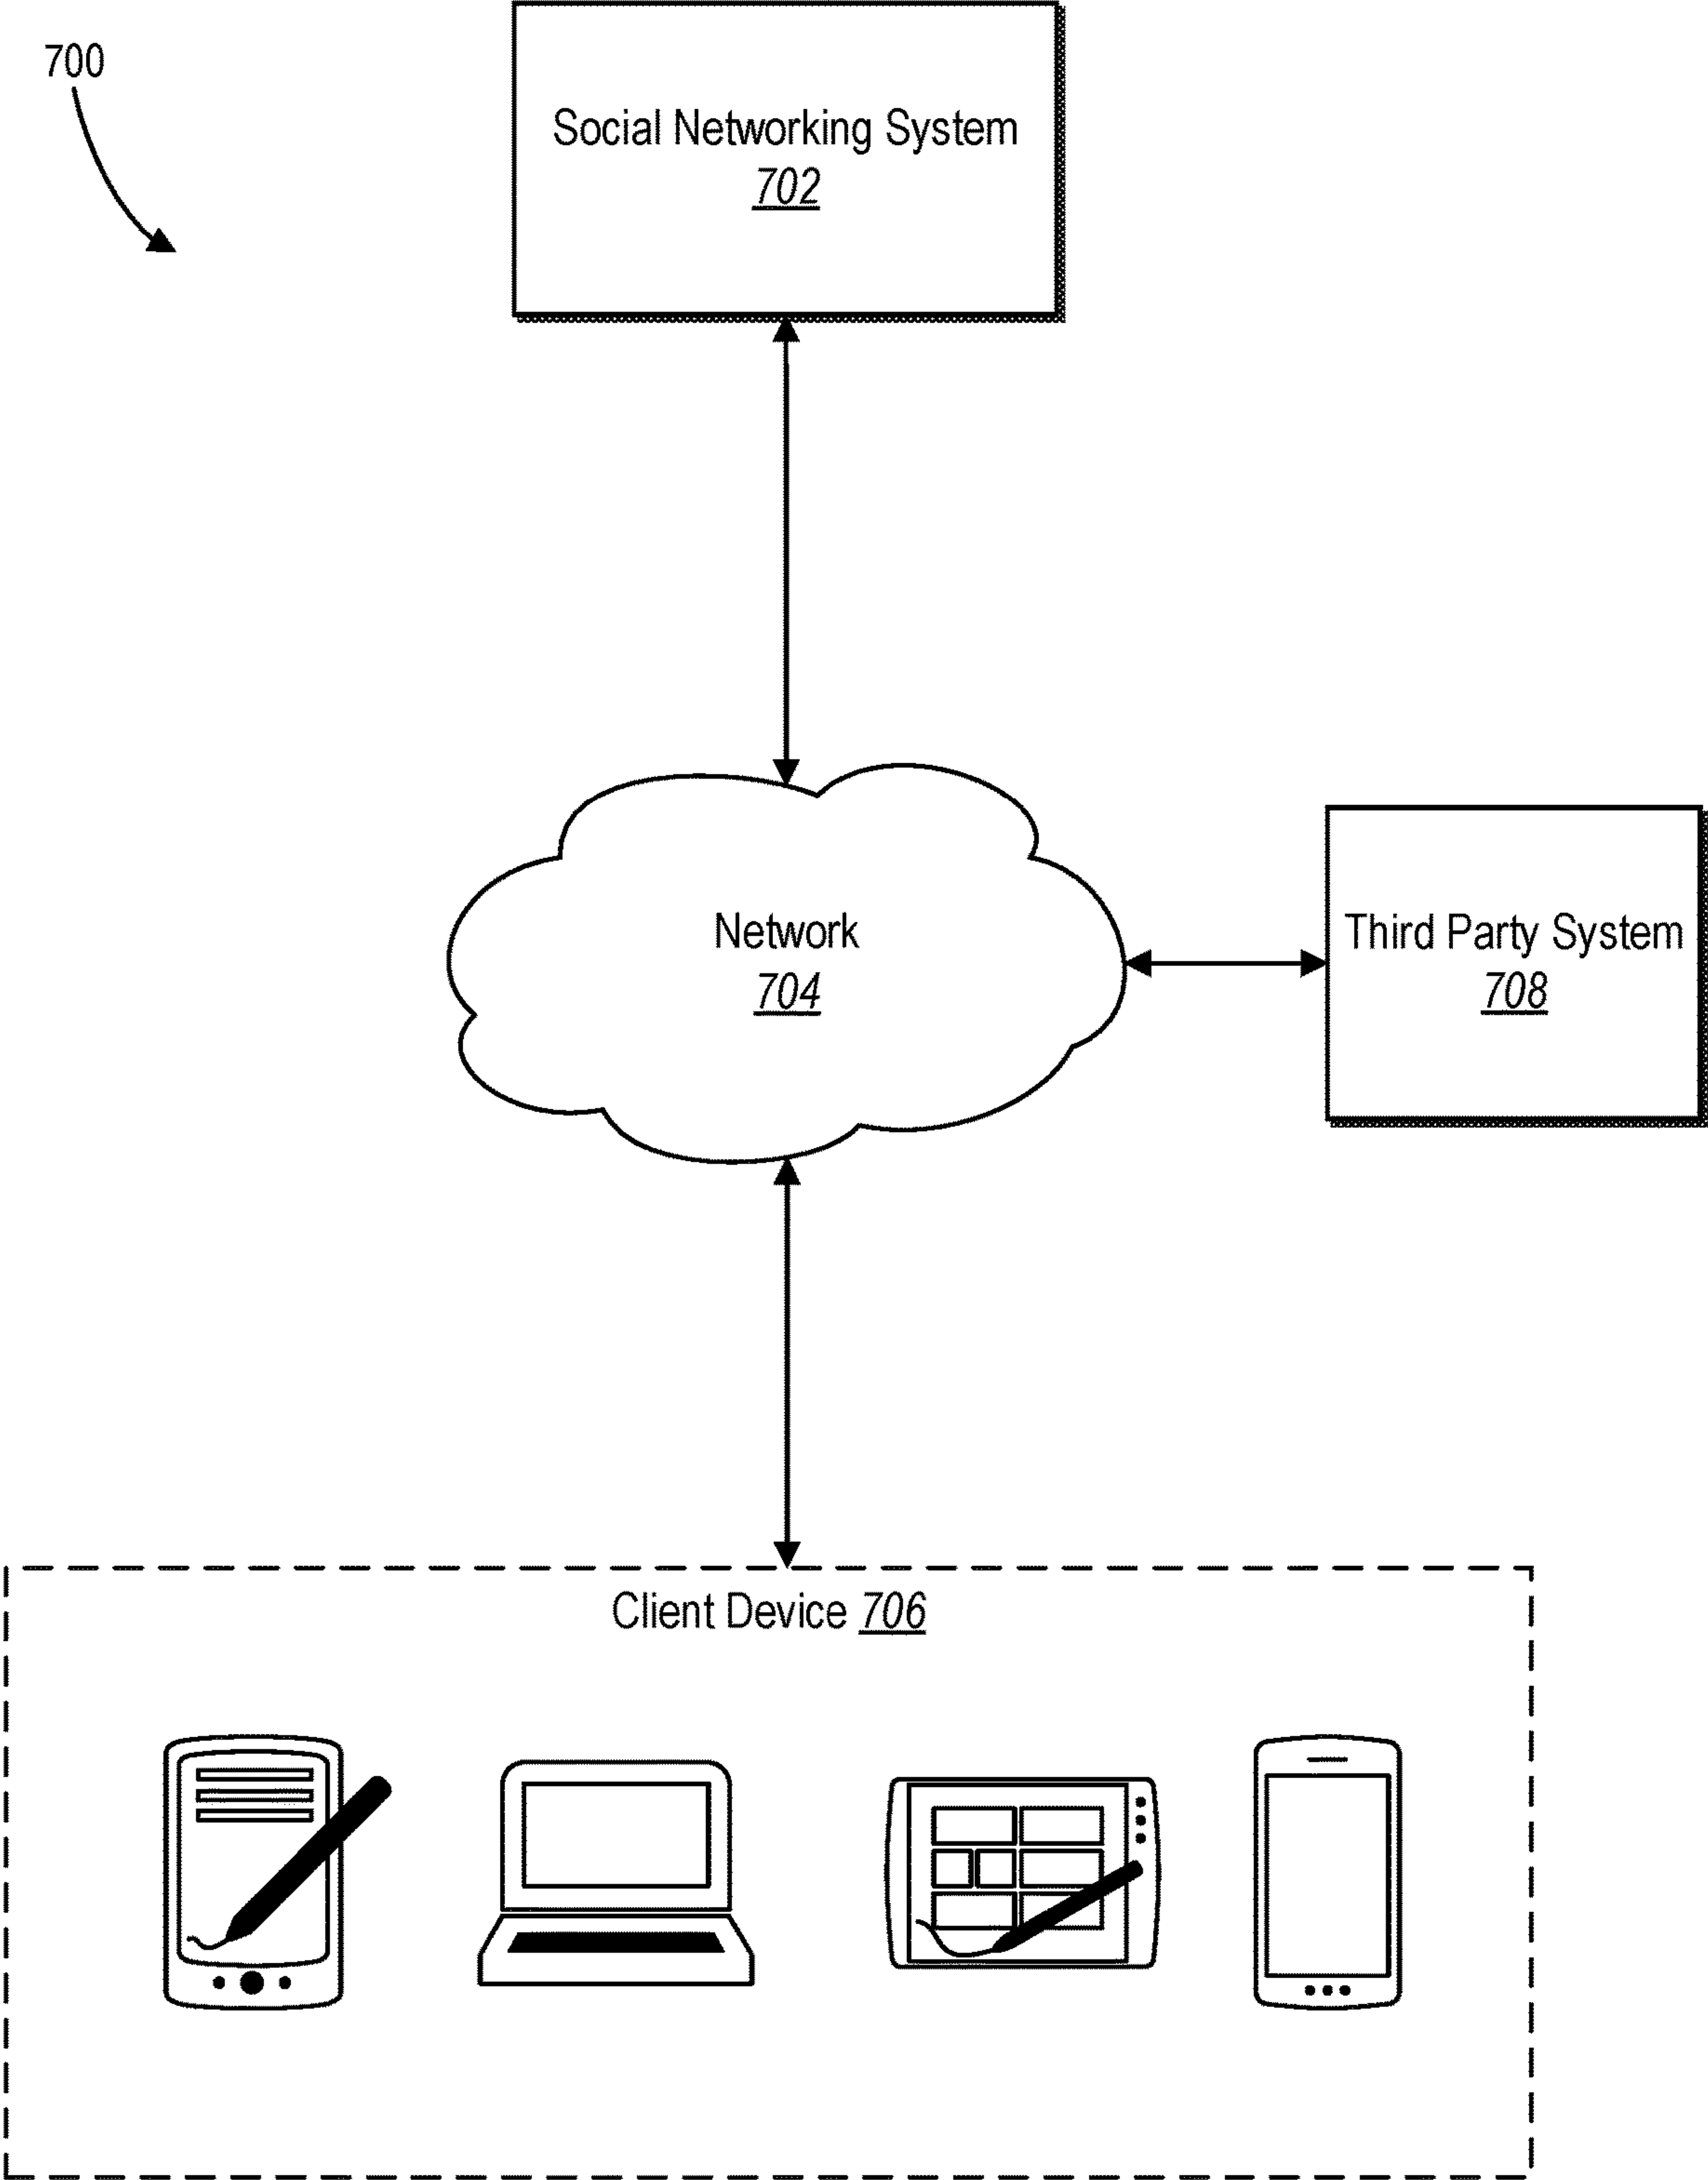 700
Social Networking System
702
Network
704
Third Party System
708
Client Device 706